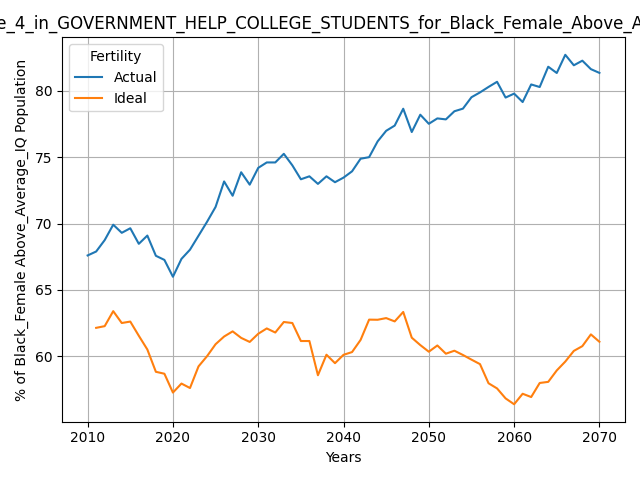 e_4_in_GOVERNMENT_HELP_COLLEGE_STUDENTS_for_Black_Female_Above_A
Fertility
Actual
Ideal
% of Black_Female Above_Average_IQ Population
80
75
70
65
60
2010 2020 2030 2040 2050 2060 2070
Years